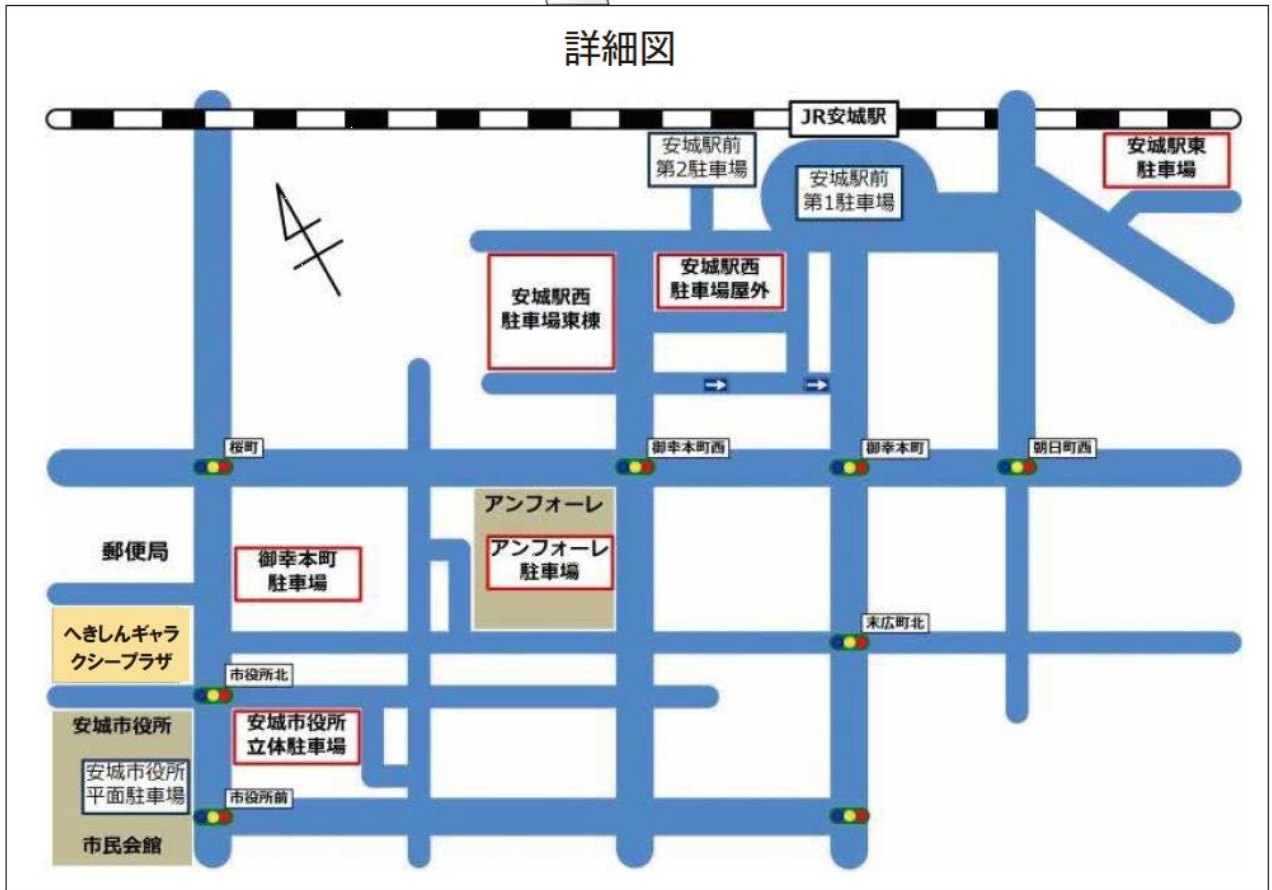 詳細図
JR安城駅
安城駅前
第2駐車場
安城駅前
第1駐車場
安城駅東
駐車場
安城駅西
駐車場東棟
安城駅西
駐車場屋外
桜町
御幸本町西
御幸本町
朝日町西
郵便局
御幸本町
駐車場
アンフォーレ
アンフォーレ
駐車場
へきしんギャラ
クシープラザ
末広町北
市役所北
安城市役所
安城市役所
立体駐車場
安城市役所
平面駐車場
市役所前
市民会館